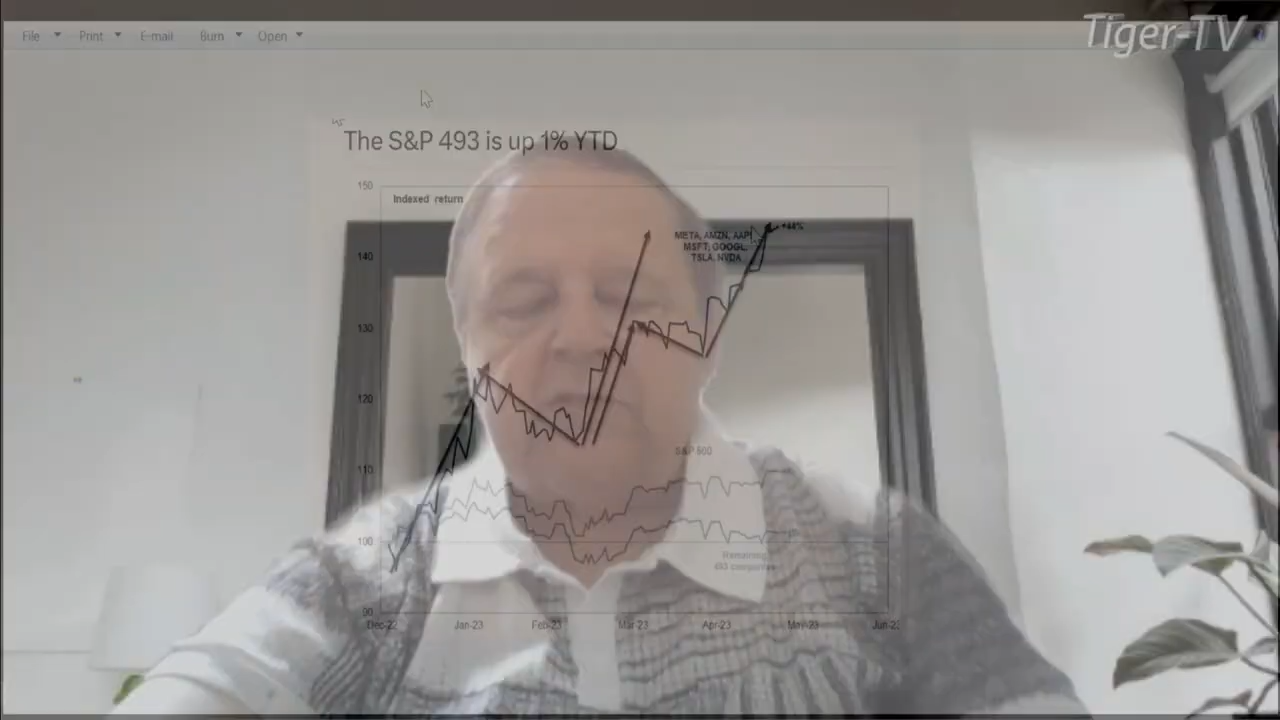 Tiger-TV
File Print E-mail Burn Open
The S&P 493 is up 1% YTD
150
Indexed return
+44%
META, AMZN, AAPL
MSFT, GOOGL,
TSLA, NVDA
140
130
120
S&P 500
110
100
Remaining
493 companies
90
Dec-22 Jan-23 Feb-23 Mar-23 Apr-23 May-23 Jun-23